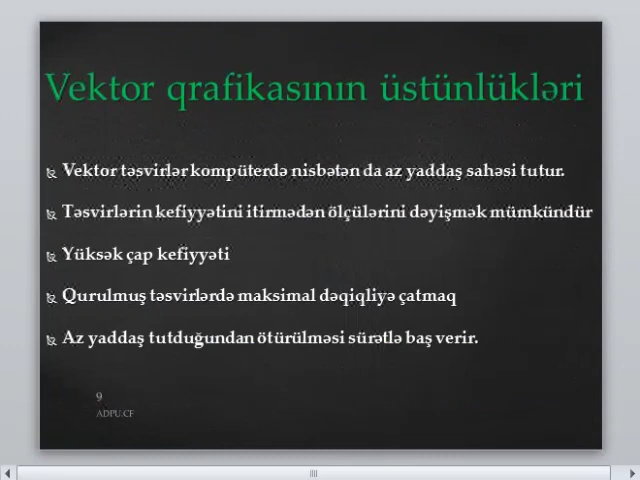 Vektor qrafikasının üstünlükləri
Vektor təsvirlər kompüterdə nisbətən da az yaddaş sahəsi tutur.
Təsvirlərin kefiyyətini itirmədən ölçülərini dəyişmək mümkündür
Yüksək çap kefiyyəti
Qurulmuş təsvirlərdə maksimal dəqiqliyə çatmaq
Az yaddaş tutduğundan ötürülməsi sürətlə baş verir.
9
ADPU.CF